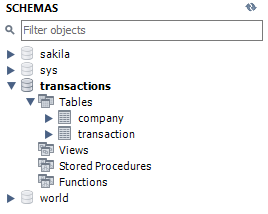 SCHEMAS
Filter objects
sakila
sys
transactions
Tables
company
transaction
Views
Stored Procedures
Functions
world